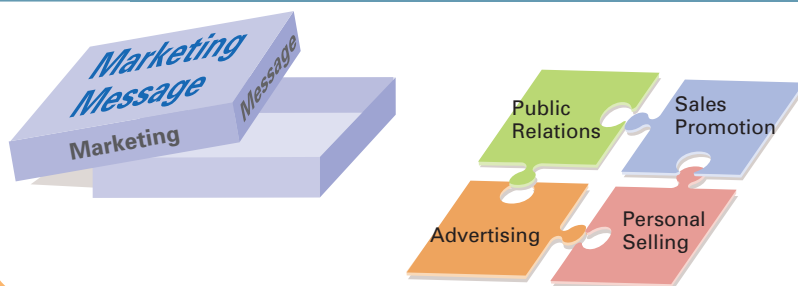 Marketing
Message
Marketing
Message
Public
Relations
Sales
Promotion
Advertising
Personal
Selling